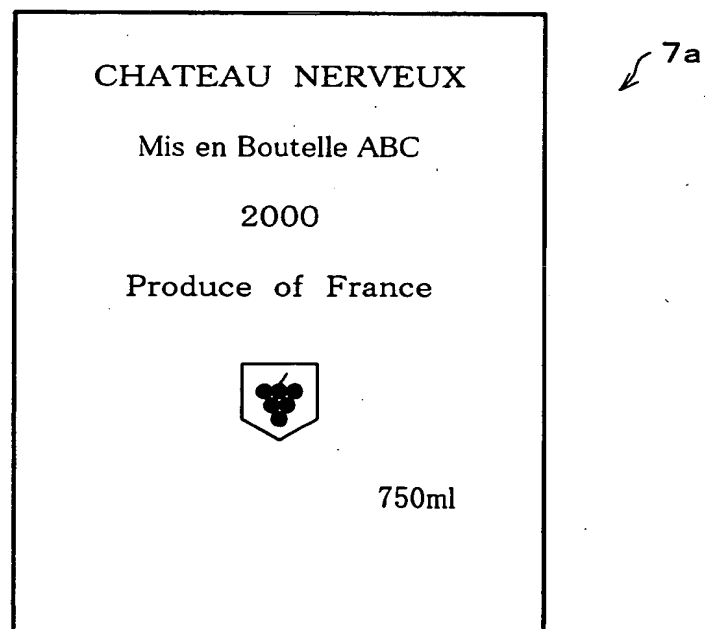 CHATEAU NERVEUX
7a
Mis en Boutelle ABC
2000
Produce of France
750ml